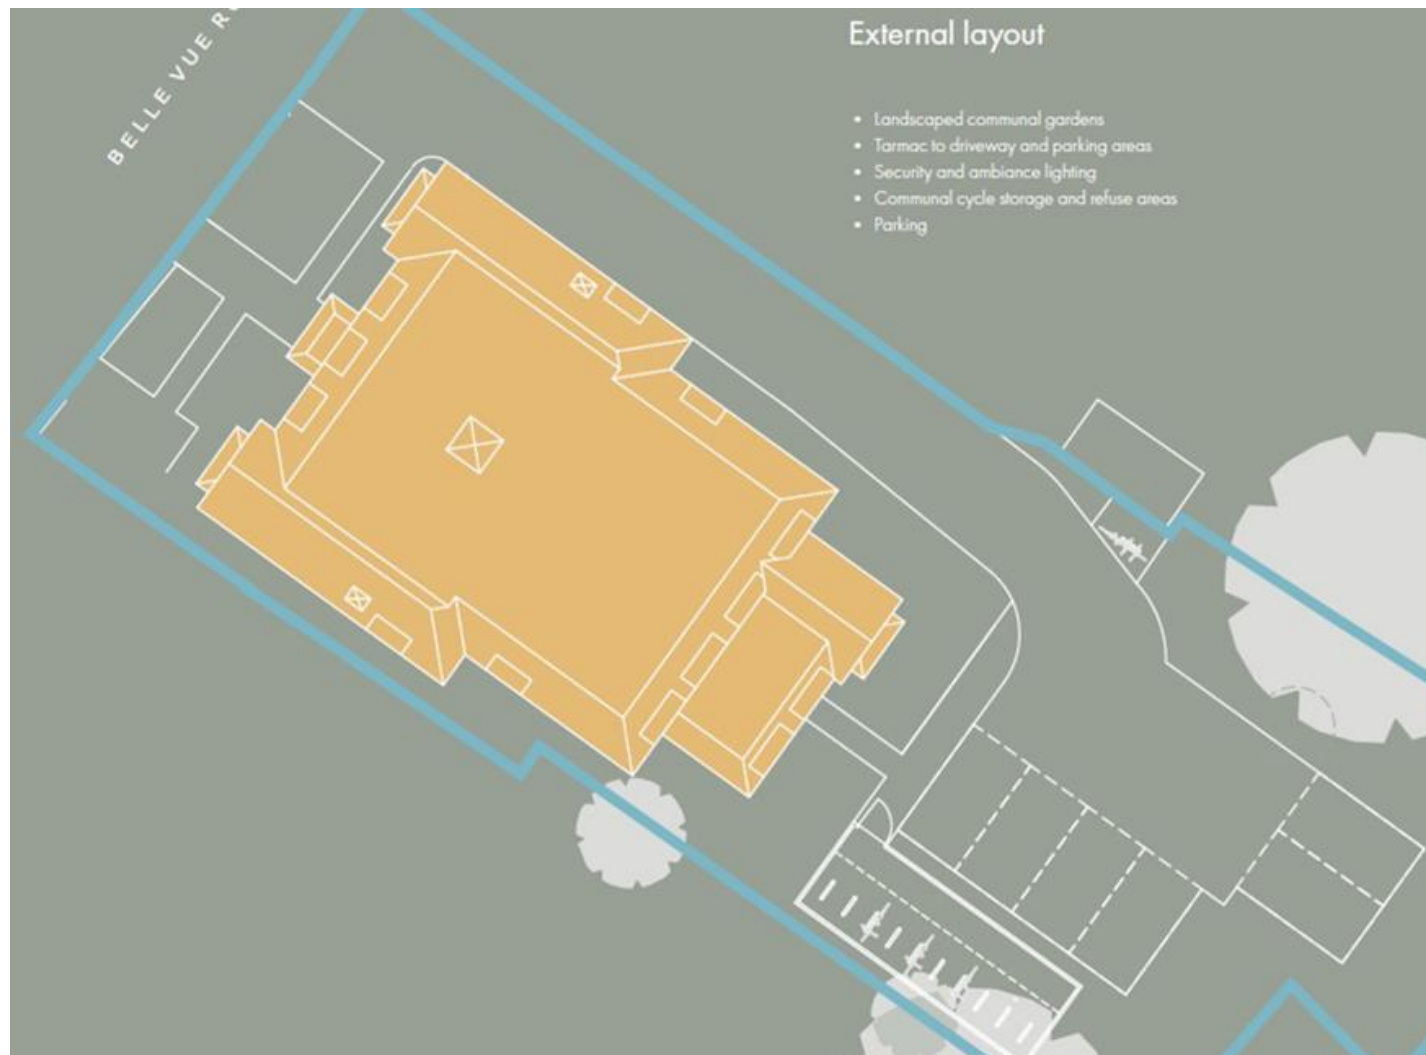 External layout
BELLE VUE R
• Landscaped communal gardens
• Tarmac to driveway and parking areas
• Security and ambiance lighting
• Communal cycle storage and refuse areas
• Parking